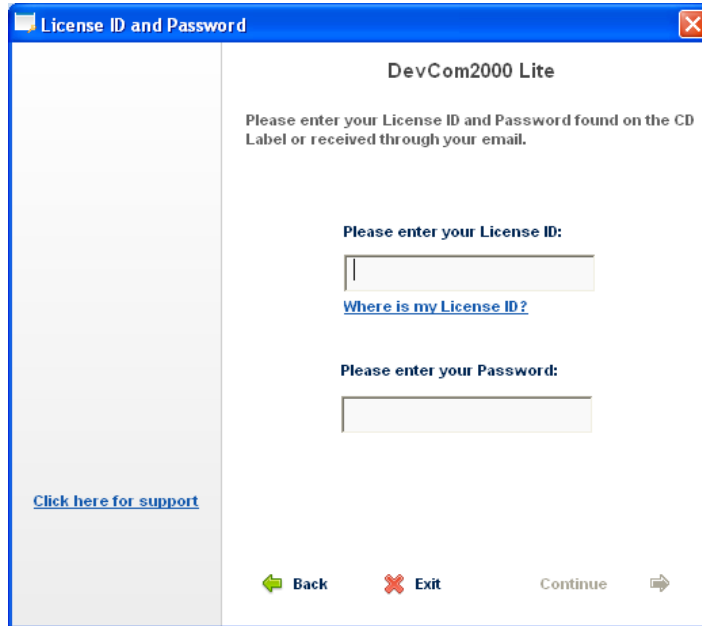 License ID and Password
DevCom2000 Lite
Please enter your License ID and Password found on the CD
Label or received through your email.
Please enter your License ID:
Where is my License ID?
Please enter your Password:
Click here for support
Back
Exit
Continue